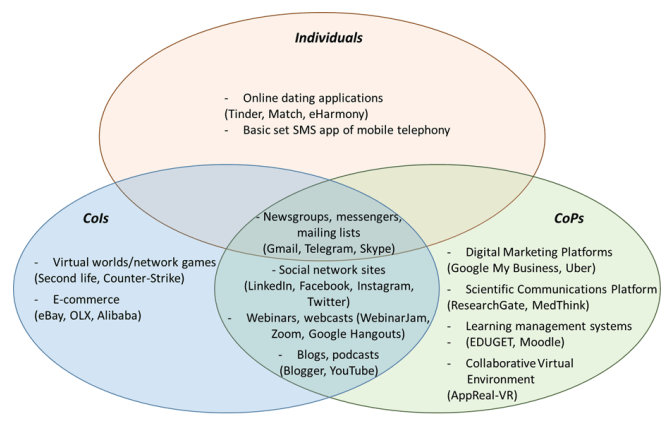 Individuals
- Online dating applications
(Tinder, Match, eHarmony)
- Basic set SMS app of mobile telephony
CoIs
- Virtual worlds/network games
(Second life, Counter-Strike)
- E-commerce
(eBay, OLX, Alibaba)
- Newsgroups, messengers,
mailing lists
(Gmail, Telegram, Skype)
- Social network sites
(LinkedIn, Facebook, Instagram,
Twitter)
- Webinars, webcasts (WebinarJam,
Zoom, Google Hangouts)
- Blogs, podcasts
(Blogger, YouTube)
CoPs
- Digital Marketing Platforms
(Google My Business, Uber)
- Scientific Communications Platform
(ResearchGate, MedThink)
- Learning management systems
- (EDUGET, Moodle)
- Collaborative Virtual
Environment
(AppReal-VR)